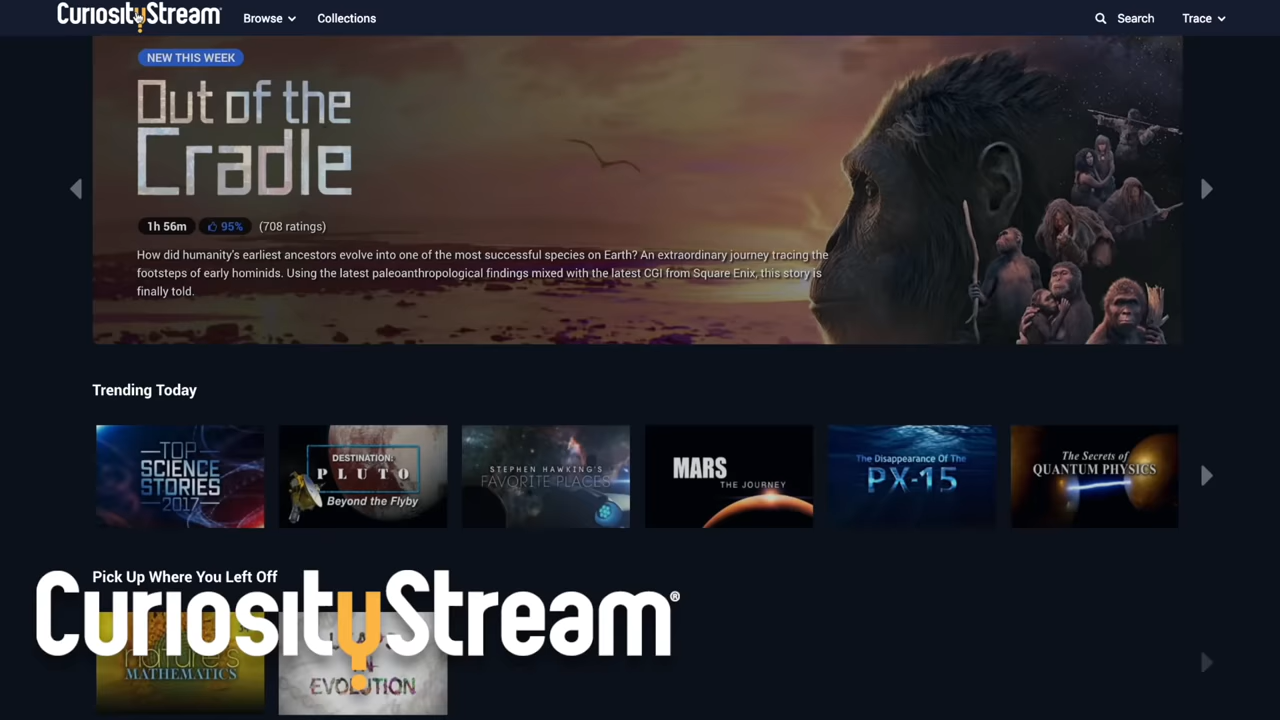 CuriosityStream
Browse
Collections
Search
Trace
NEW THIS WEEK
Out of the
Cradle
1h 56m
95%
(708 ratings)
How did humanity's earliest ancestors evolve into one of the most successful species on Earth? An extraordinary journey tracing the
footsteps of early hominids. Using the latest paleoanthropological findings mixed with the latest CGI from Square Enix, this story is
finally told.
Trending Today
TOP
SCIENCE
STORIES
2017
DESTINATION:
PLUTO
Beyond the Flyby
STEPHEN HAWKING'S
FAVORITE PLACES
MARS
THE JOURNEY
The Disappearance Of The
PX-15
The Secrets of
QUANTUM PHYSICS
Pick Up Where You Left Off
CuriosityStream®
nature's
MATHEMATICS
EVOLUTION